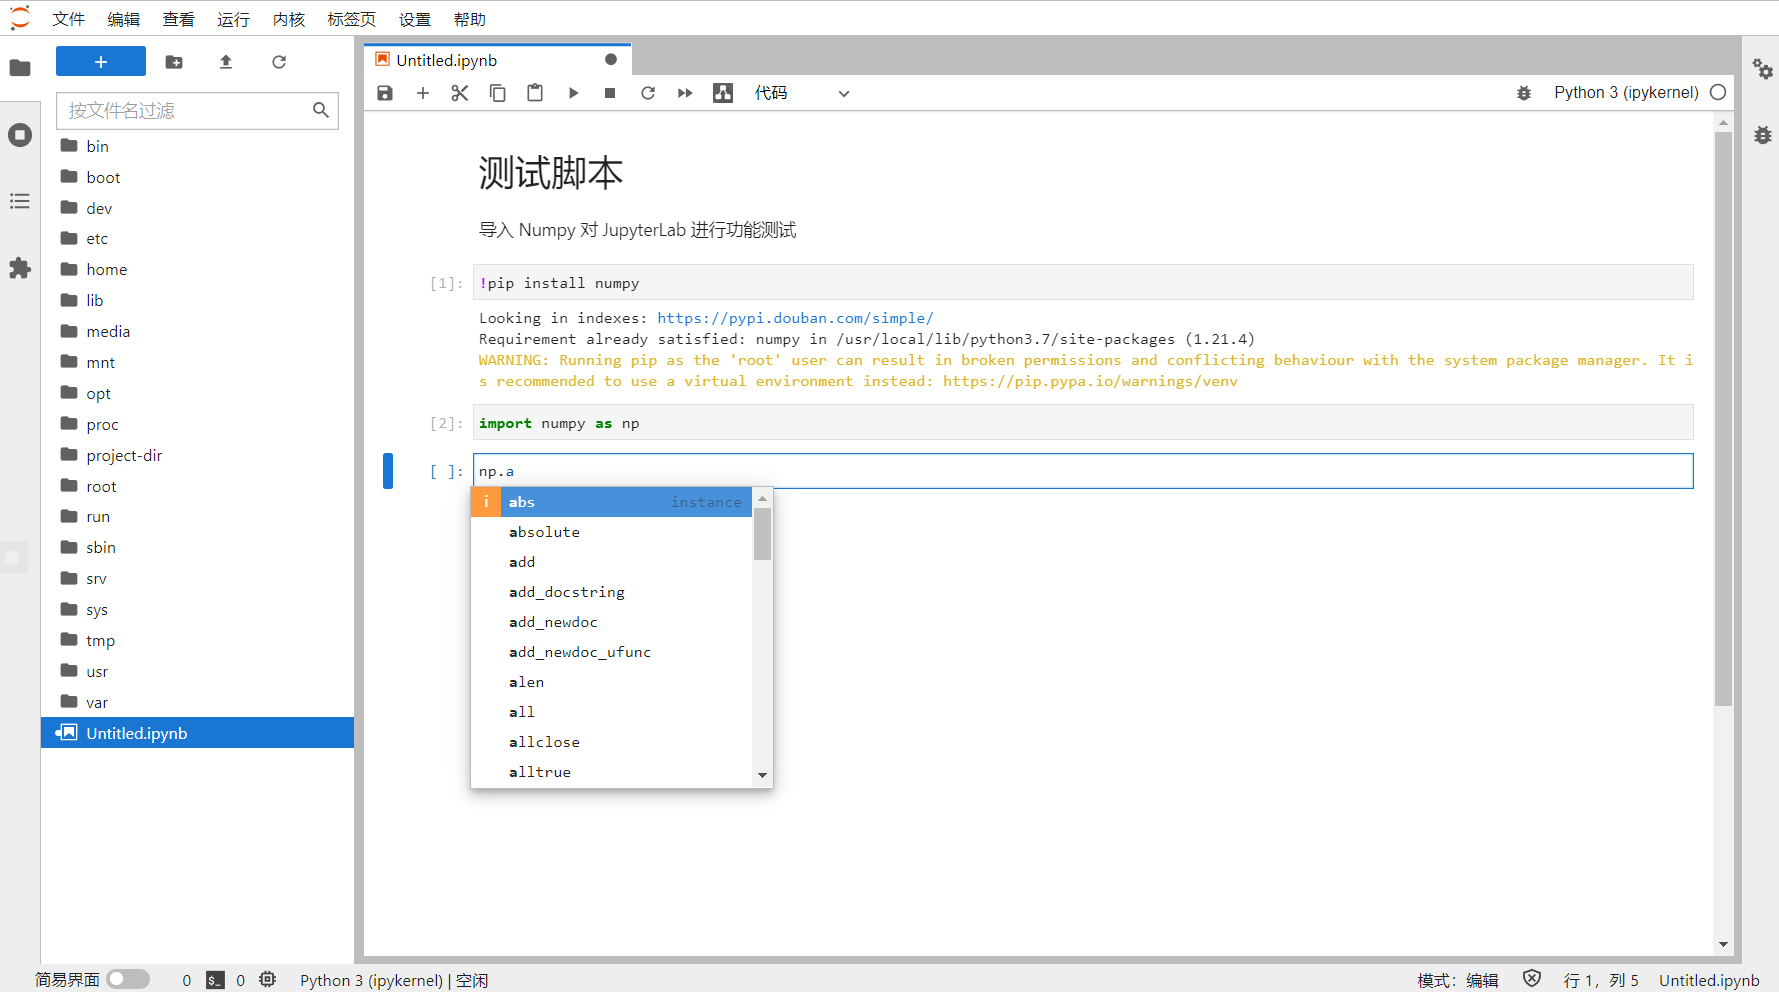 文件 编辑 查看 运行 内核 标签页 设置 帮助
+
按文件名过滤
bin
boot
dev
etc
home
lib
media
mnt
opt
proc
project-dir
root
run
sbin
srv
sys
tmp
usr
var
Untitled.ipynb
Untitled.ipynb
代码
Python 3 (ipykernel)
测试脚本
导入 Numpy 对 JupyterLab 进行功能测试
[1]: !pip install numpy
Looking in indexes: https://pypi.douban.com/simple/
Requirement already satisfied: numpy in /usr/local/lib/python3.7/site-packages (1.21.4)
WARNING: Running pip as the 'root' user can result in broken permissions and conflicting behaviour with the system package manager. It i
s recommended to use a virtual environment instead: https://pip.pypa.io/warnings/venv
[2]: import numpy as np
[ ]: np.a
i abs instance
absolute
add
add_docstring
add_newdoc
add_newdoc_ufunc
alen
all
allclose
alltrue
简易界面 0 $_ 0 Python 3 (ipykernel) | 空闲 模式： 编辑 行 1， 列 5 Untitled.ipynb